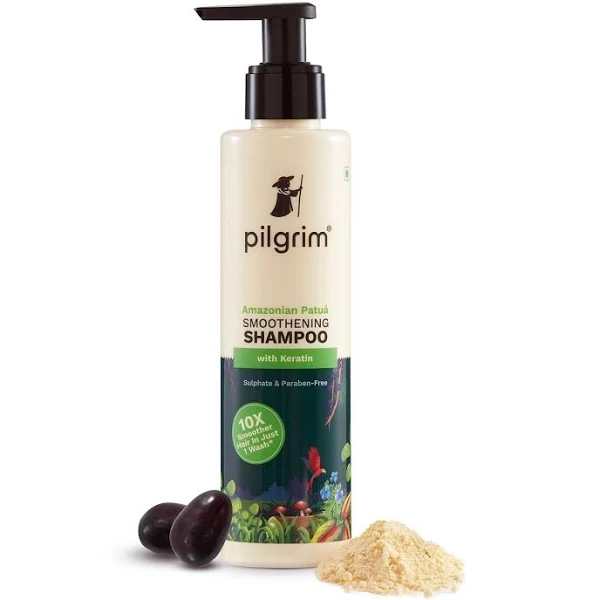 pilgrim®
Amazonian Patuá
SMOOTHENING
SHAMPOO
with Keratin
Sulphate & Paraben-Free
10X
Smoother
Hair In Just
1 Wash*